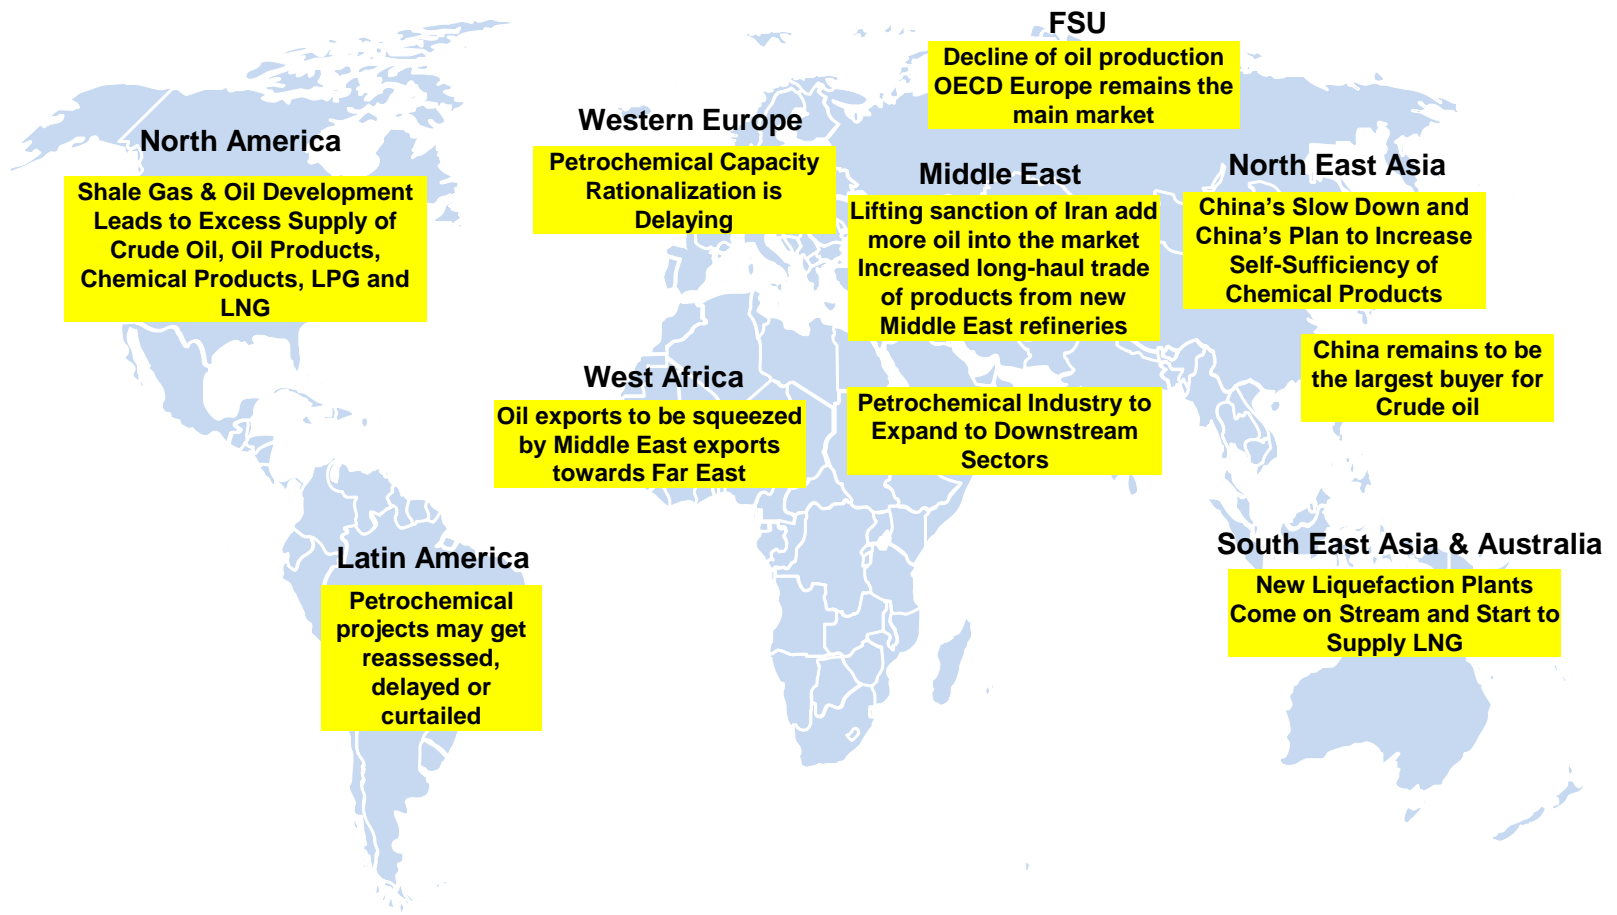 FSU
Decline of oil production
OECD Europe remains the
main market
Western Europe
Petrochemical Capacity
Rationalization is
Delaying
North America
Shale Gas & Oil Development
Leads to Excess Supply of
Crude Oil, Oil Products,
Chemical Products, LPG and
LNG
Middle East
Lifting sanction of Iran add
more oil into the market
Increased long-haul trade
of products from new
Middle East refineries
North East Asia
China’s Slow Down and
China’s Plan to Increase
Self-Sufficiency of
Chemical Products
China remains to be
the largest buyer for
Crude oil
West Africa
Oil exports to be squeezed
by Middle East exports
towards Far East
Petrochemical Industry to
Expand to Downstream
Sectors
Latin America
Petrochemical
projects may get
reassessed,
delayed or
curtailed
South East Asia & Australia
New Liquefaction Plants
Come on Stream and Start to
Supply LNG